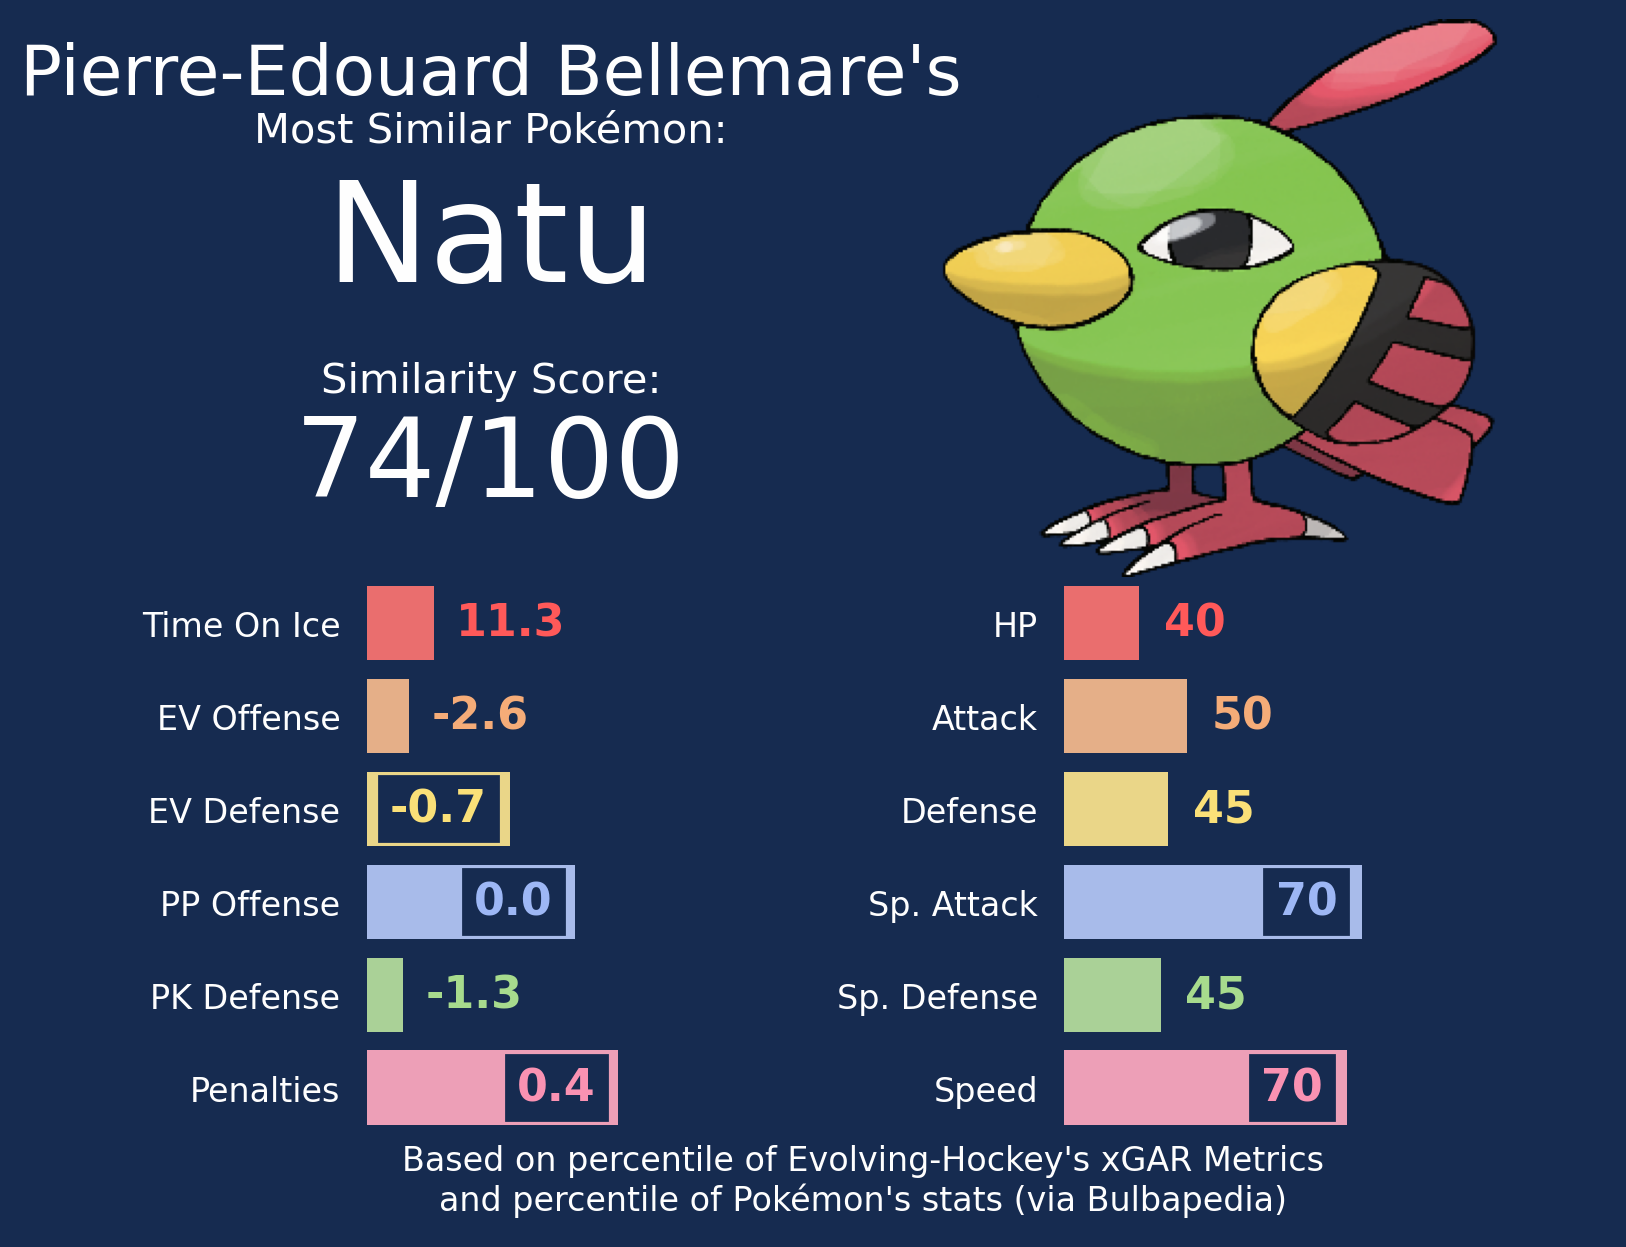 Pierre-Edouard Bellemare's
Most Similar Pokémon:
Natu
Similarity Score:
74/100
Time On Ice 11.3
EV Offense -2.6
EV Defense -0.7
PP Offense 0.0
PK Defense -1.3
Penalties 0.4
HP 40
Attack 50
Defense 45
Sp. Attack 70
Sp. Defense 45
Speed 70
Based on percentile of Evolving-Hockey's xGAR Metrics
and percentile of Pokémon's stats (via Bulbapedia)